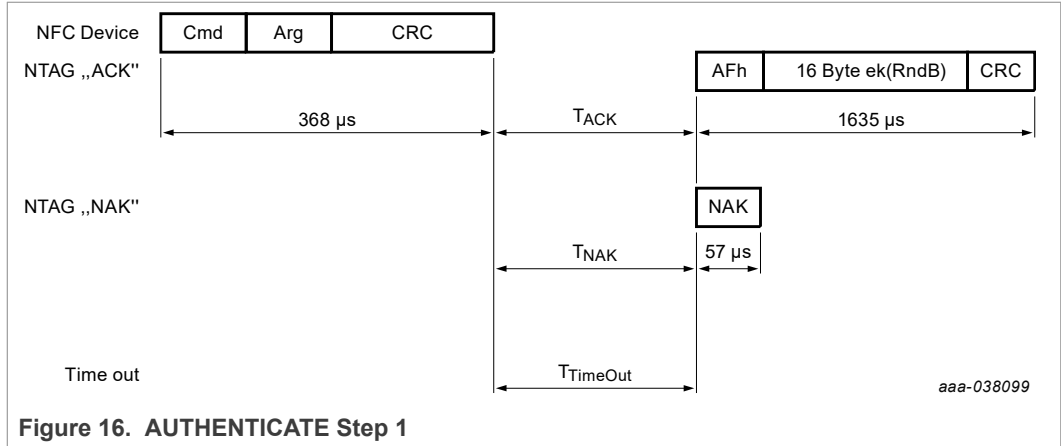 NFC Device Cmd Arg CRC
NTAG ,,ACK" AFh 16 Byte ek(RndB) CRC
368 µs TACK 1635 µs
NTAG ,,NAK" NAK
TNAK 57 µs
Time out TTimeOut
aaa-038099
Figure 16. AUTHENTICATE Step 1